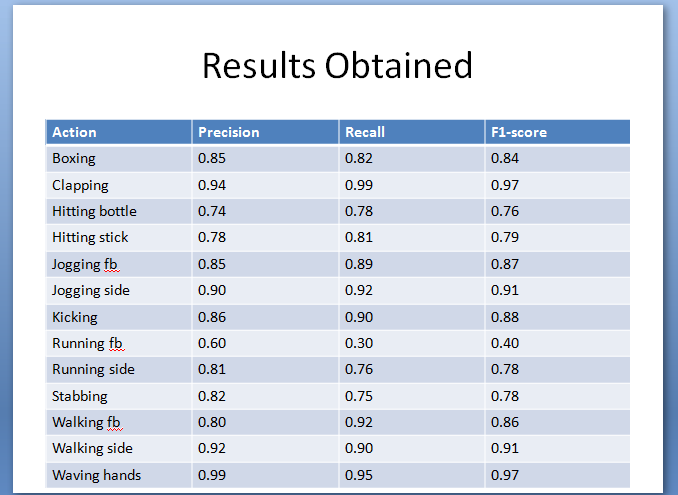 Results Obtained
Action Precision Recall F1-score
Boxing 0.85 0.82 0.84
Clapping 0.94 0.99 0.97
Hitting bottle 0.74 0.78 0.76
Hitting stick 0.78 0.81 0.79
Jogging fb 0.85 0.89 0.87
Jogging side 0.90 0.92 0.91
Kicking 0.86 0.90 0.88
Running fb 0.60 0.30 0.40
Running side 0.81 0.76 0.78
Stabbing 0.82 0.75 0.78
Walking fb 0.80 0.92 0.86
Walking side 0.92 0.90 0.91
Waving hands 0.99 0.95 0.97